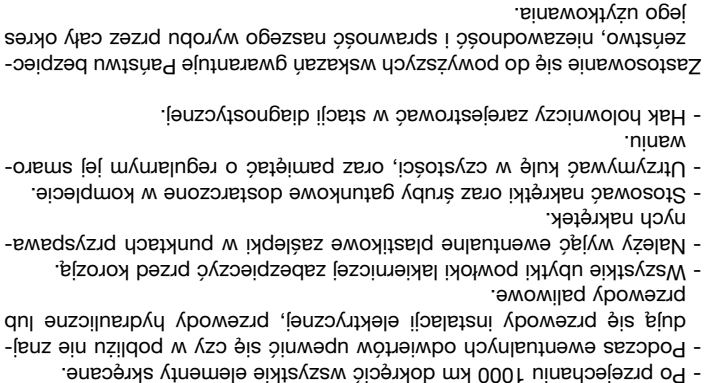 - Po przejechaniu 1000 km dokręcić wszystkie elementy skręcane.
- Podczas ewentualnych odwiertów upewnić się czy w pobliżu nie znaj-
dują się przewody instalacji elektrycznej, przewody hydrauliczne lub
przewody paliwowe.
- Wszystkie ubytki powłoki lakierniczej zabezpieczyć przed korozją.
- Należy wyjąć ewentualne plastikowe zaślepki w punktach przyspawa-
nych nakrętek.
- Stosować nakrętki oraz śruby gatunkowe dostarczone w komplecie.
- Utrzymywać kulę w czystości, oraz pamiętać o regularnym jej smaro-
waniu.
- Hak holowniczy zarejestrować w stacji diagnostycznej.
Zastosowanie się do powyższych wskazań gwarantuje Państwu bezpiec-
zeństwo, niezawodność i sprawność naszego wyrobu przez cały okres
jego użytkowania.